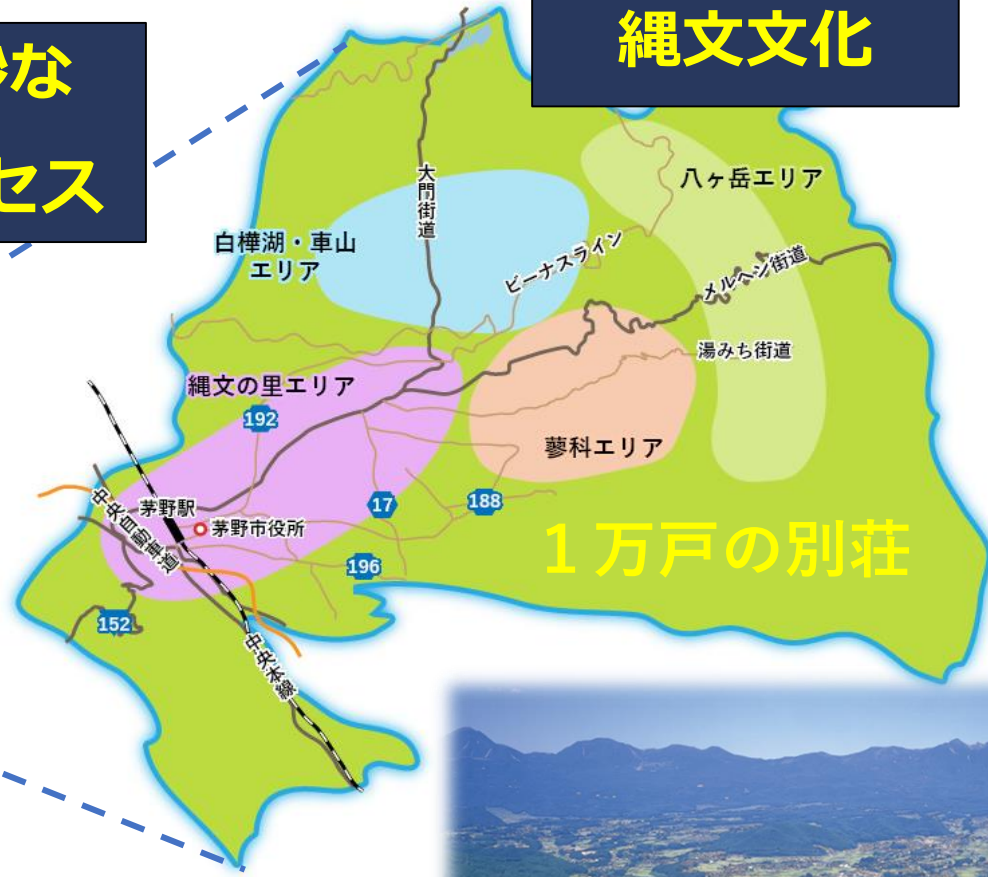 な
セス
縄文文化
大門街道
八ヶ岳エリア
白樺湖・車山
エリア
ビーナスライン
メルヘン街道
湯みち街道
縄文の里エリア
192
蓼科エリア
17
188
茅野駅
茅野市役所
中央自動車道
１万戸の別荘
196
152
中央本線